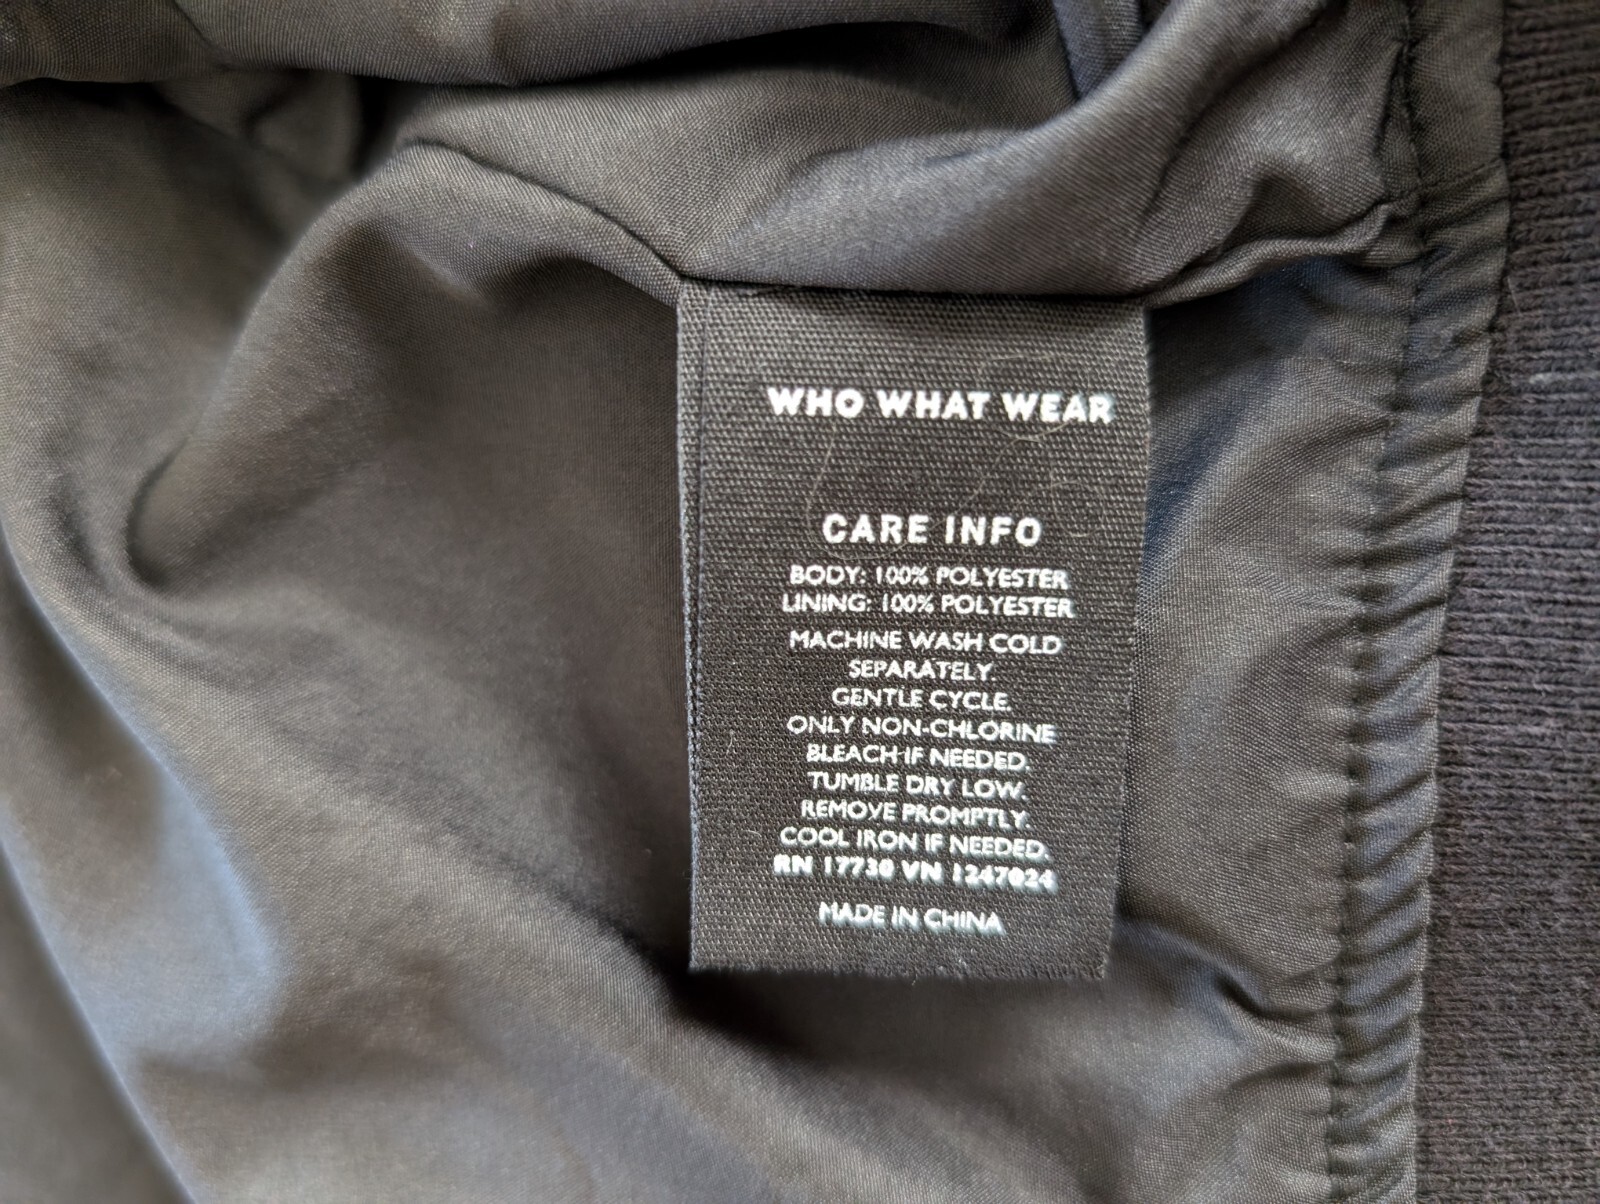 WHO WHAT WEAR
CARE INFO
BODY: 100% POLYESTER
LINING: 100% POLYESTER
MACHINE WASH COLD
SEPARATELY.
GENTLE CYCLE.
ONLY NON-CHLORINE
BLEACH IF NEEDED.
TUMBLE DRY LOW.
REMOVE PROMPTLY.
COOL IRON IF NEEDED.
RN 17730 VN 1247024
MADE IN CHINA